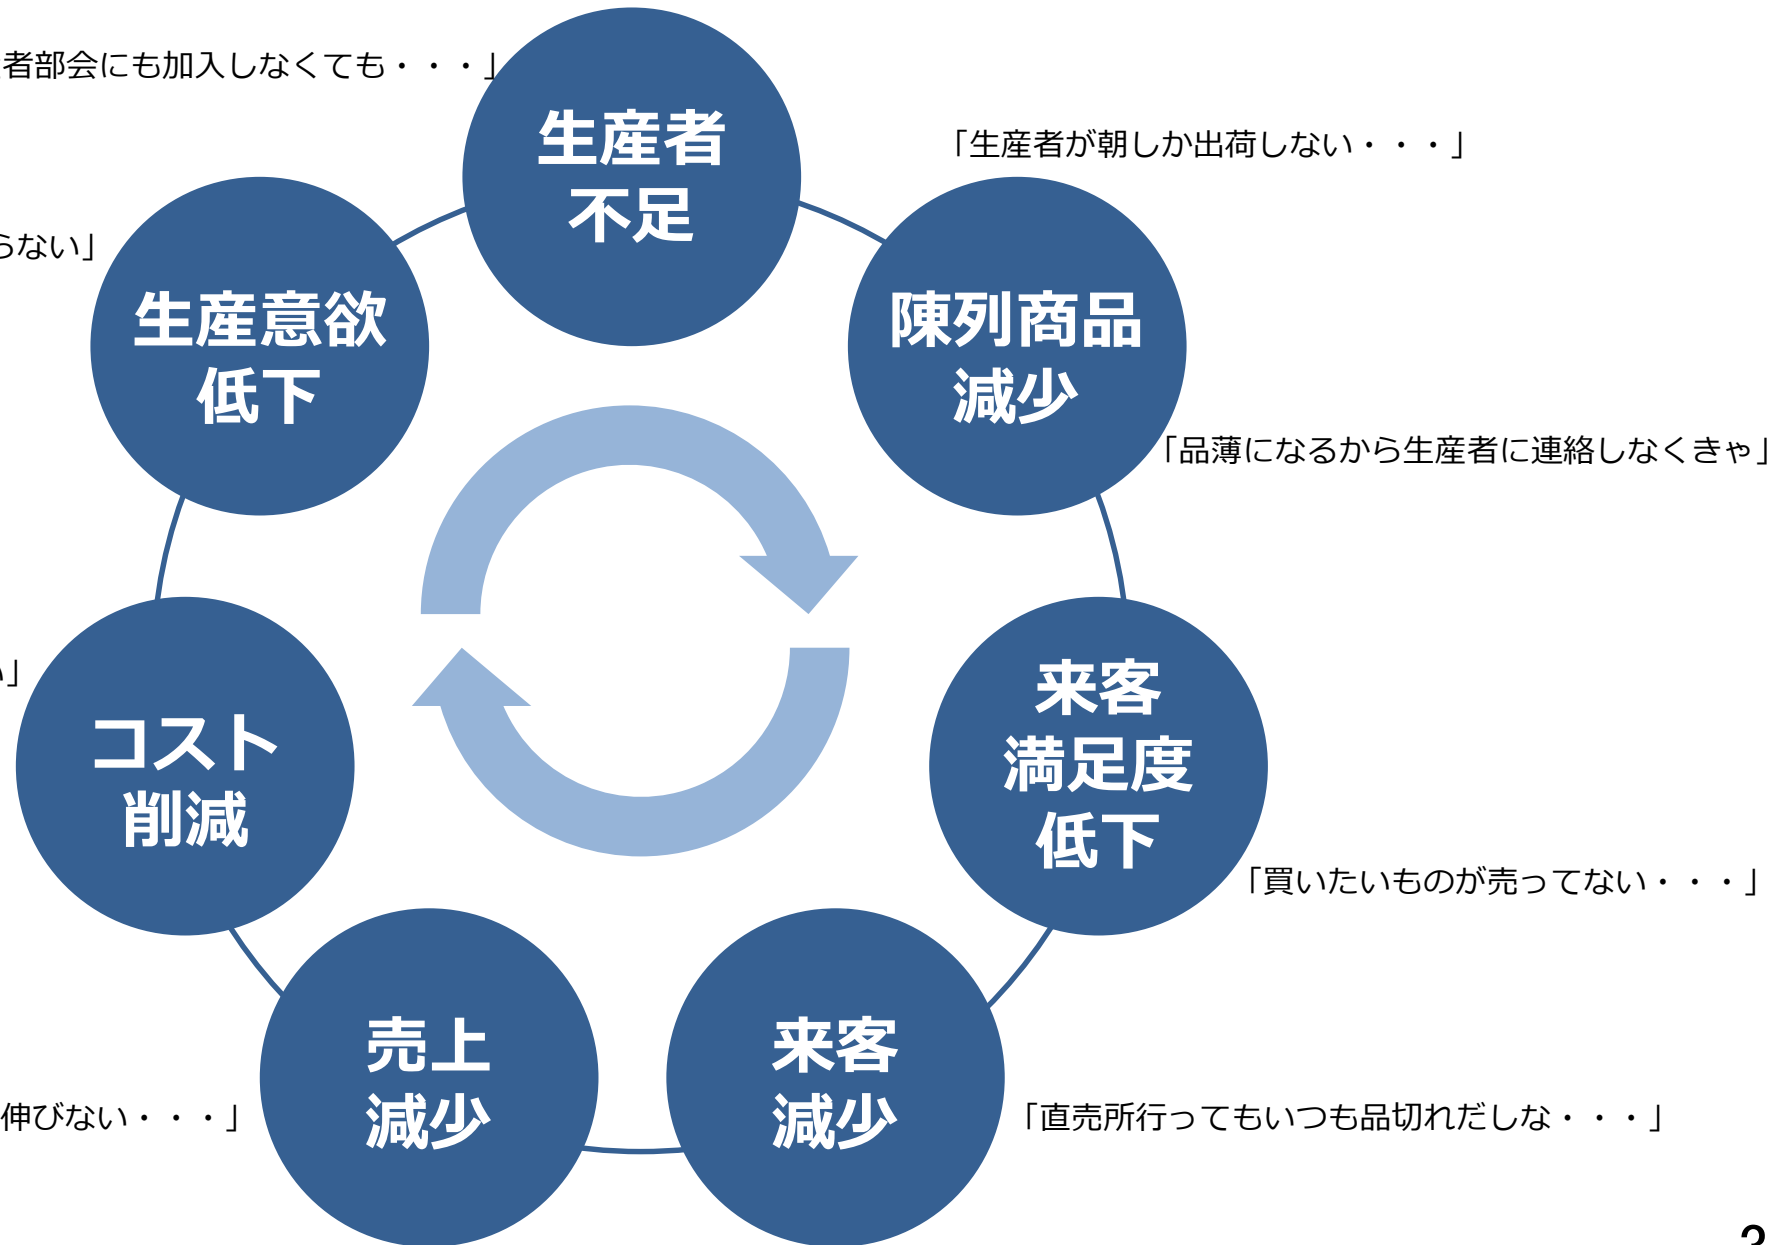 者部会にも加入しなくても・・・」
生産者
不足
「生産者が朝しか出荷しない・・・」
らない」
生産意欲
低下
陳列商品
減少
「品薄になるから生産者に連絡しなくきゃ」
い」
コスト
削減
来客
満足度
低下
「買いたいものが売ってない・・・」
売上
減少
来客
減少
伸びない・・・」
「直売所行ってもいつも品切れだしな・・・」